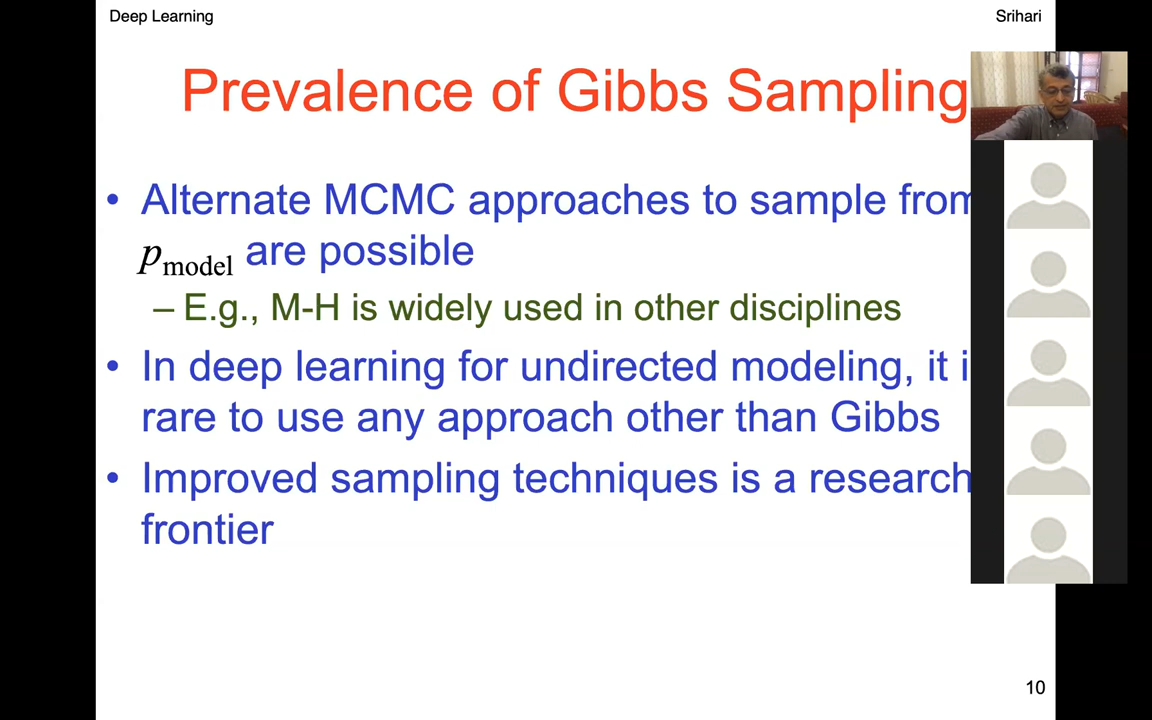 Deep Learning
Srihari
Prevalence of Gibbs Sampling
• Alternate MCMC approaches to sample from
pmodel are possible
– E.g., M-H is widely used in other disciplines
• In deep learning for undirected modeling, it i
rare to use any approach other than Gibbs
• Improved sampling techniques is a research
frontier
10